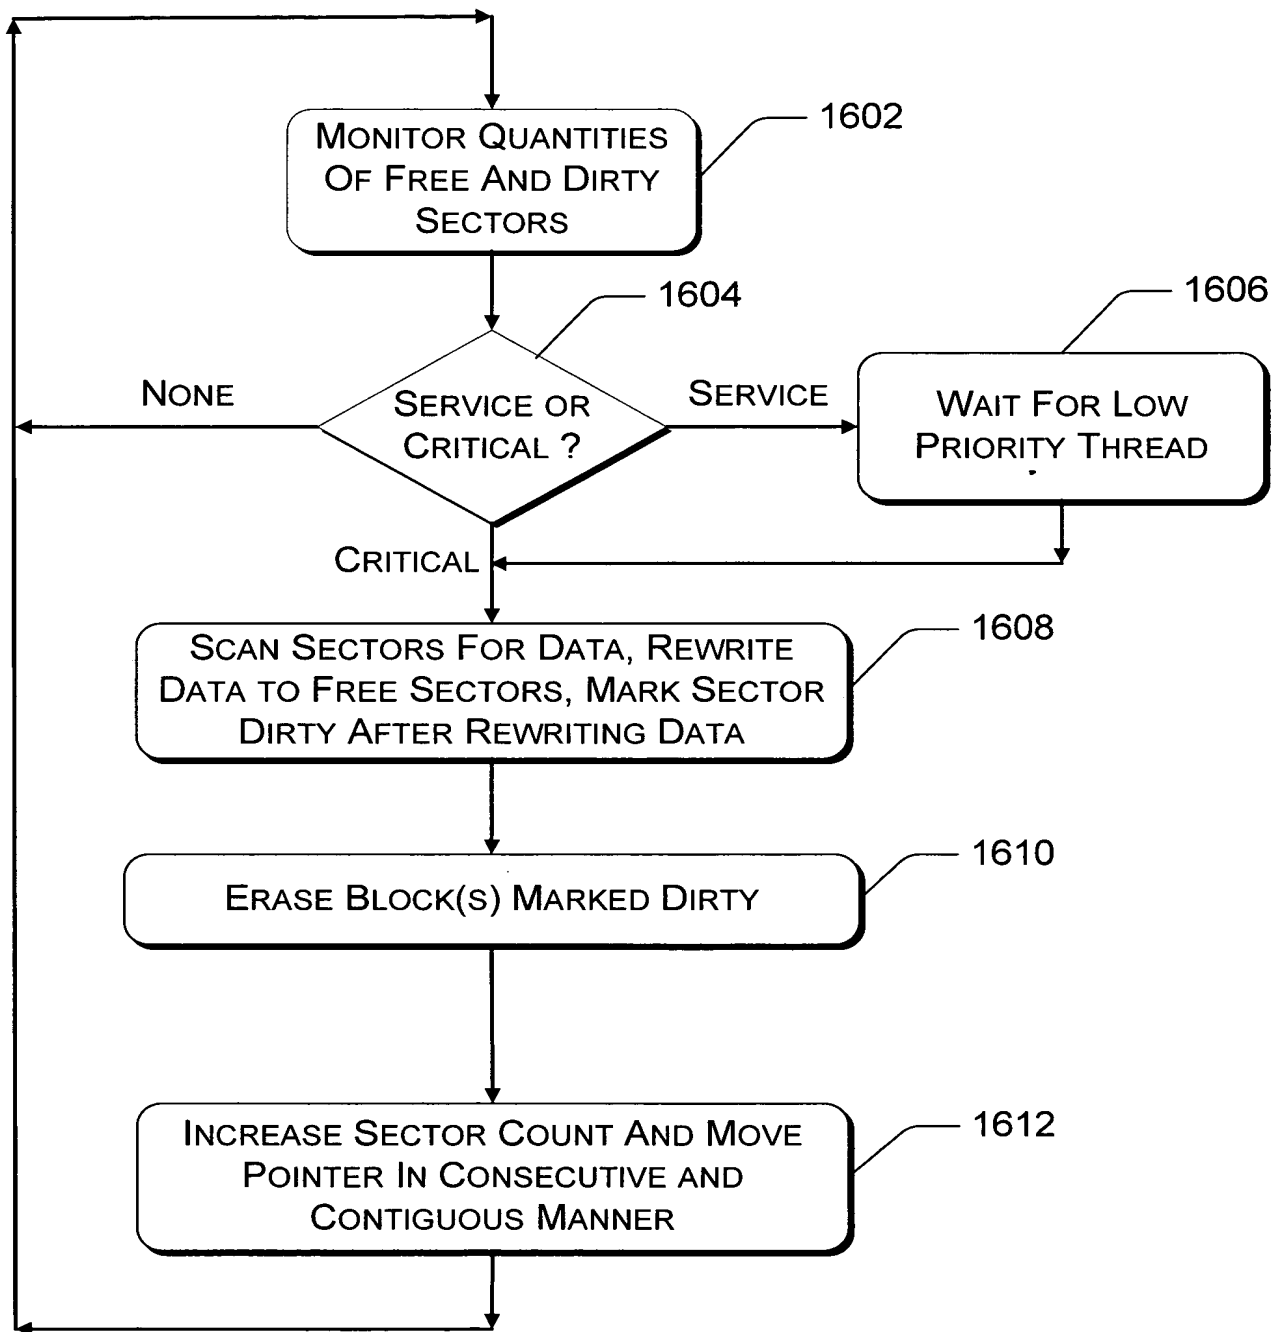 MONITOR QUANTITIES
OF FREE AND DIRTY
SECTORS
1602
1604
1606
NONE
SERVICE OR
CRITICAL ?
SERVICE
WAIT FOR LOW
PRIORITY THREAD
CRITICAL
1608
SCAN SECTORS FOR DATA, REWRITE
DATA TO FREE SECTORS, MARK SECTOR
DIRTY AFTER REWRITING DATA
1610
ERASE BLOCK(S) MARKED DIRTY
1612
INCREASE SECTOR COUNT AND MOVE
POINTER IN CONSECUTIVE AND
CONTIGUOUS MANNER